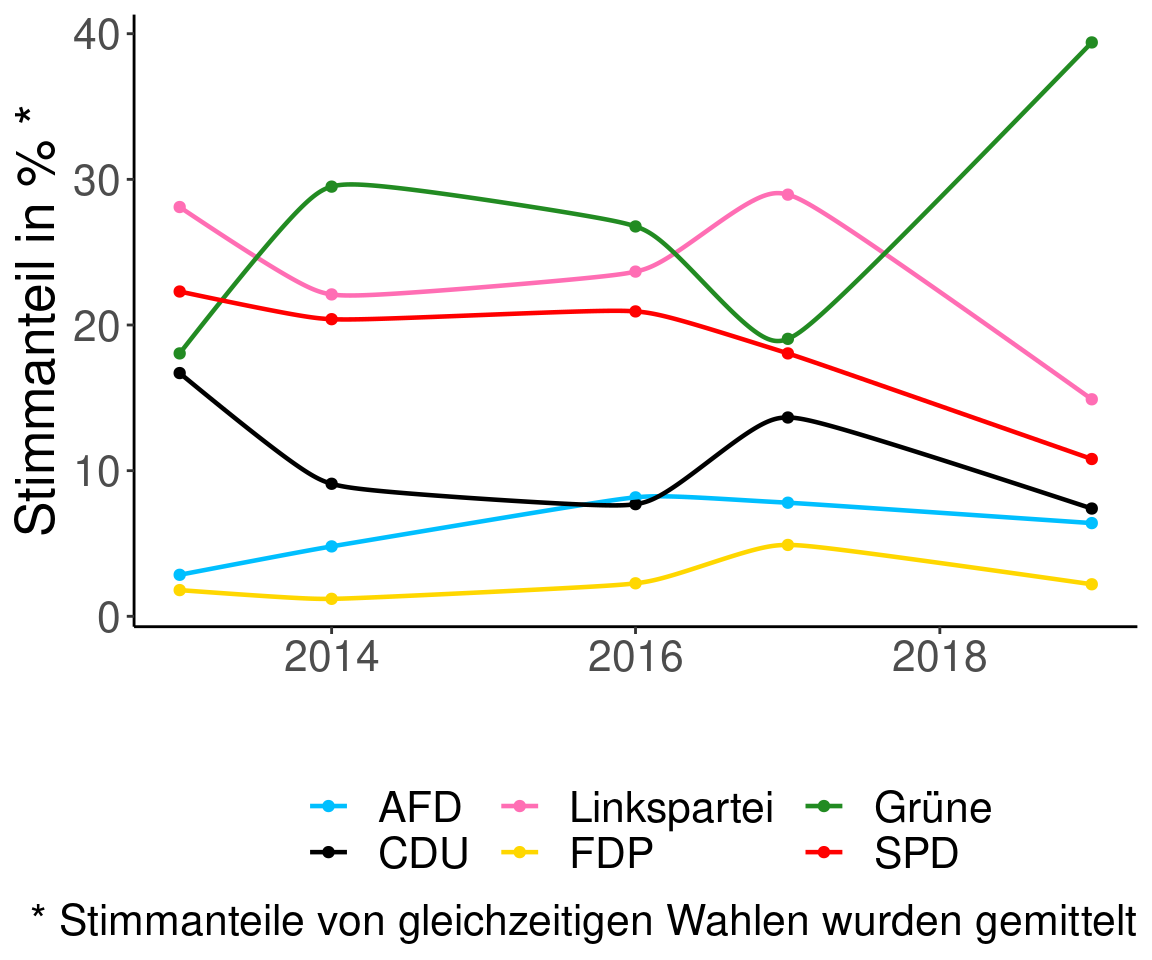 Stimmanteil in % *
40
30
20
10
0
2014 2016 2018
AFD Linkspartei Grüne
CDU FDP SPD
* Stimmanteile von gleichzeitigen Wahlen wurden gemittelt